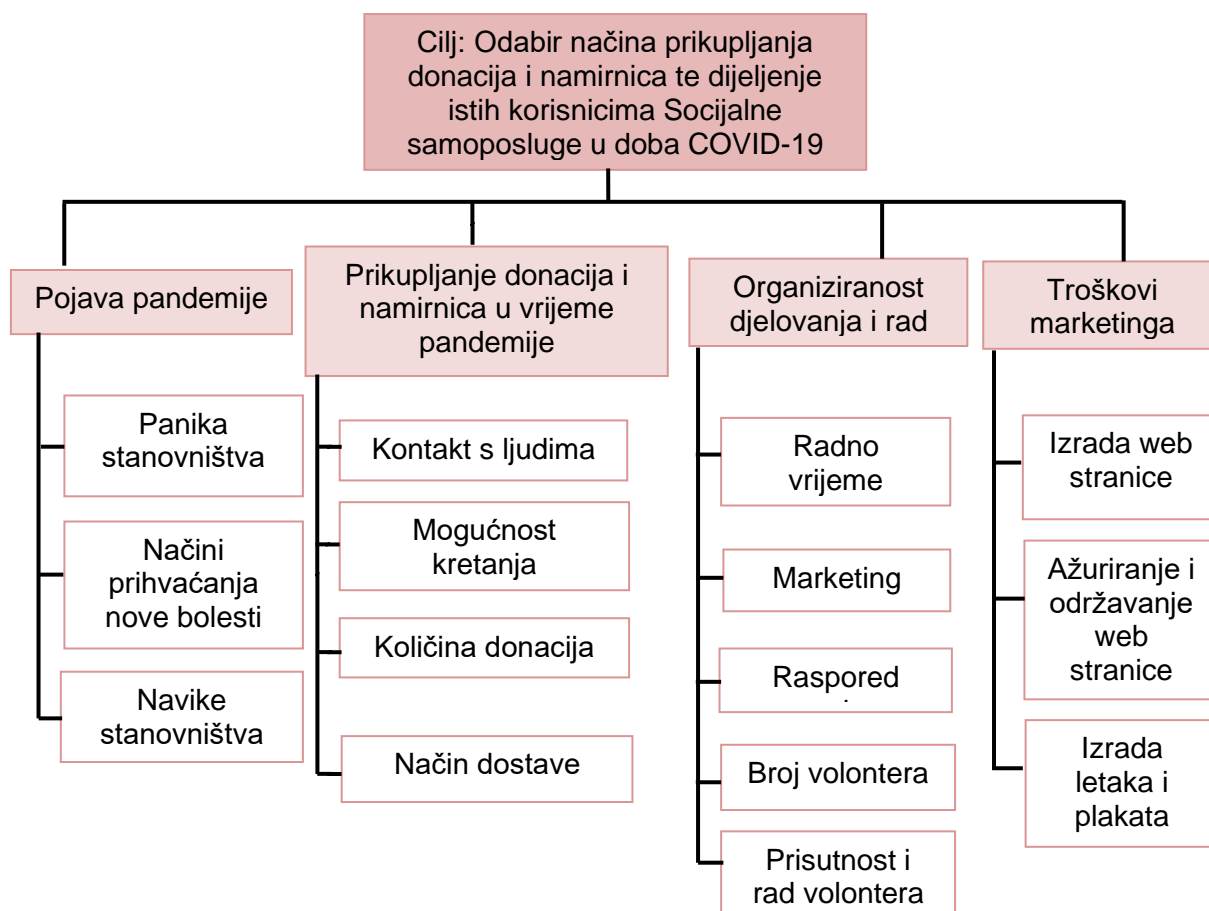 Cilj: Odabir načina prikupljanja
donacija i namirnica te dijeljenje
istih korisnicima Socijalne
samoposluge u doba COVID-19
Pojava pandemije
Panika
stanovništva
Načini
prihvaćanja
nove bolesti
Navike
stanovništva
Prikupljanje donacija i
namirnica u vrijeme
pandemije
Kontakt s ljudima
Mogućnost
kretanja
Količina donacija
Način dostave
Organiziranost
djelovanja i rad
Radno
vrijeme
Marketing
Raspored
Broj volontera
Prisutnost i
rad volontera
Troškovi
marketinga
Izrada web
stranice
Ažuriranje i
održavanje
web
stranice
Izrada
letaka i
plakata